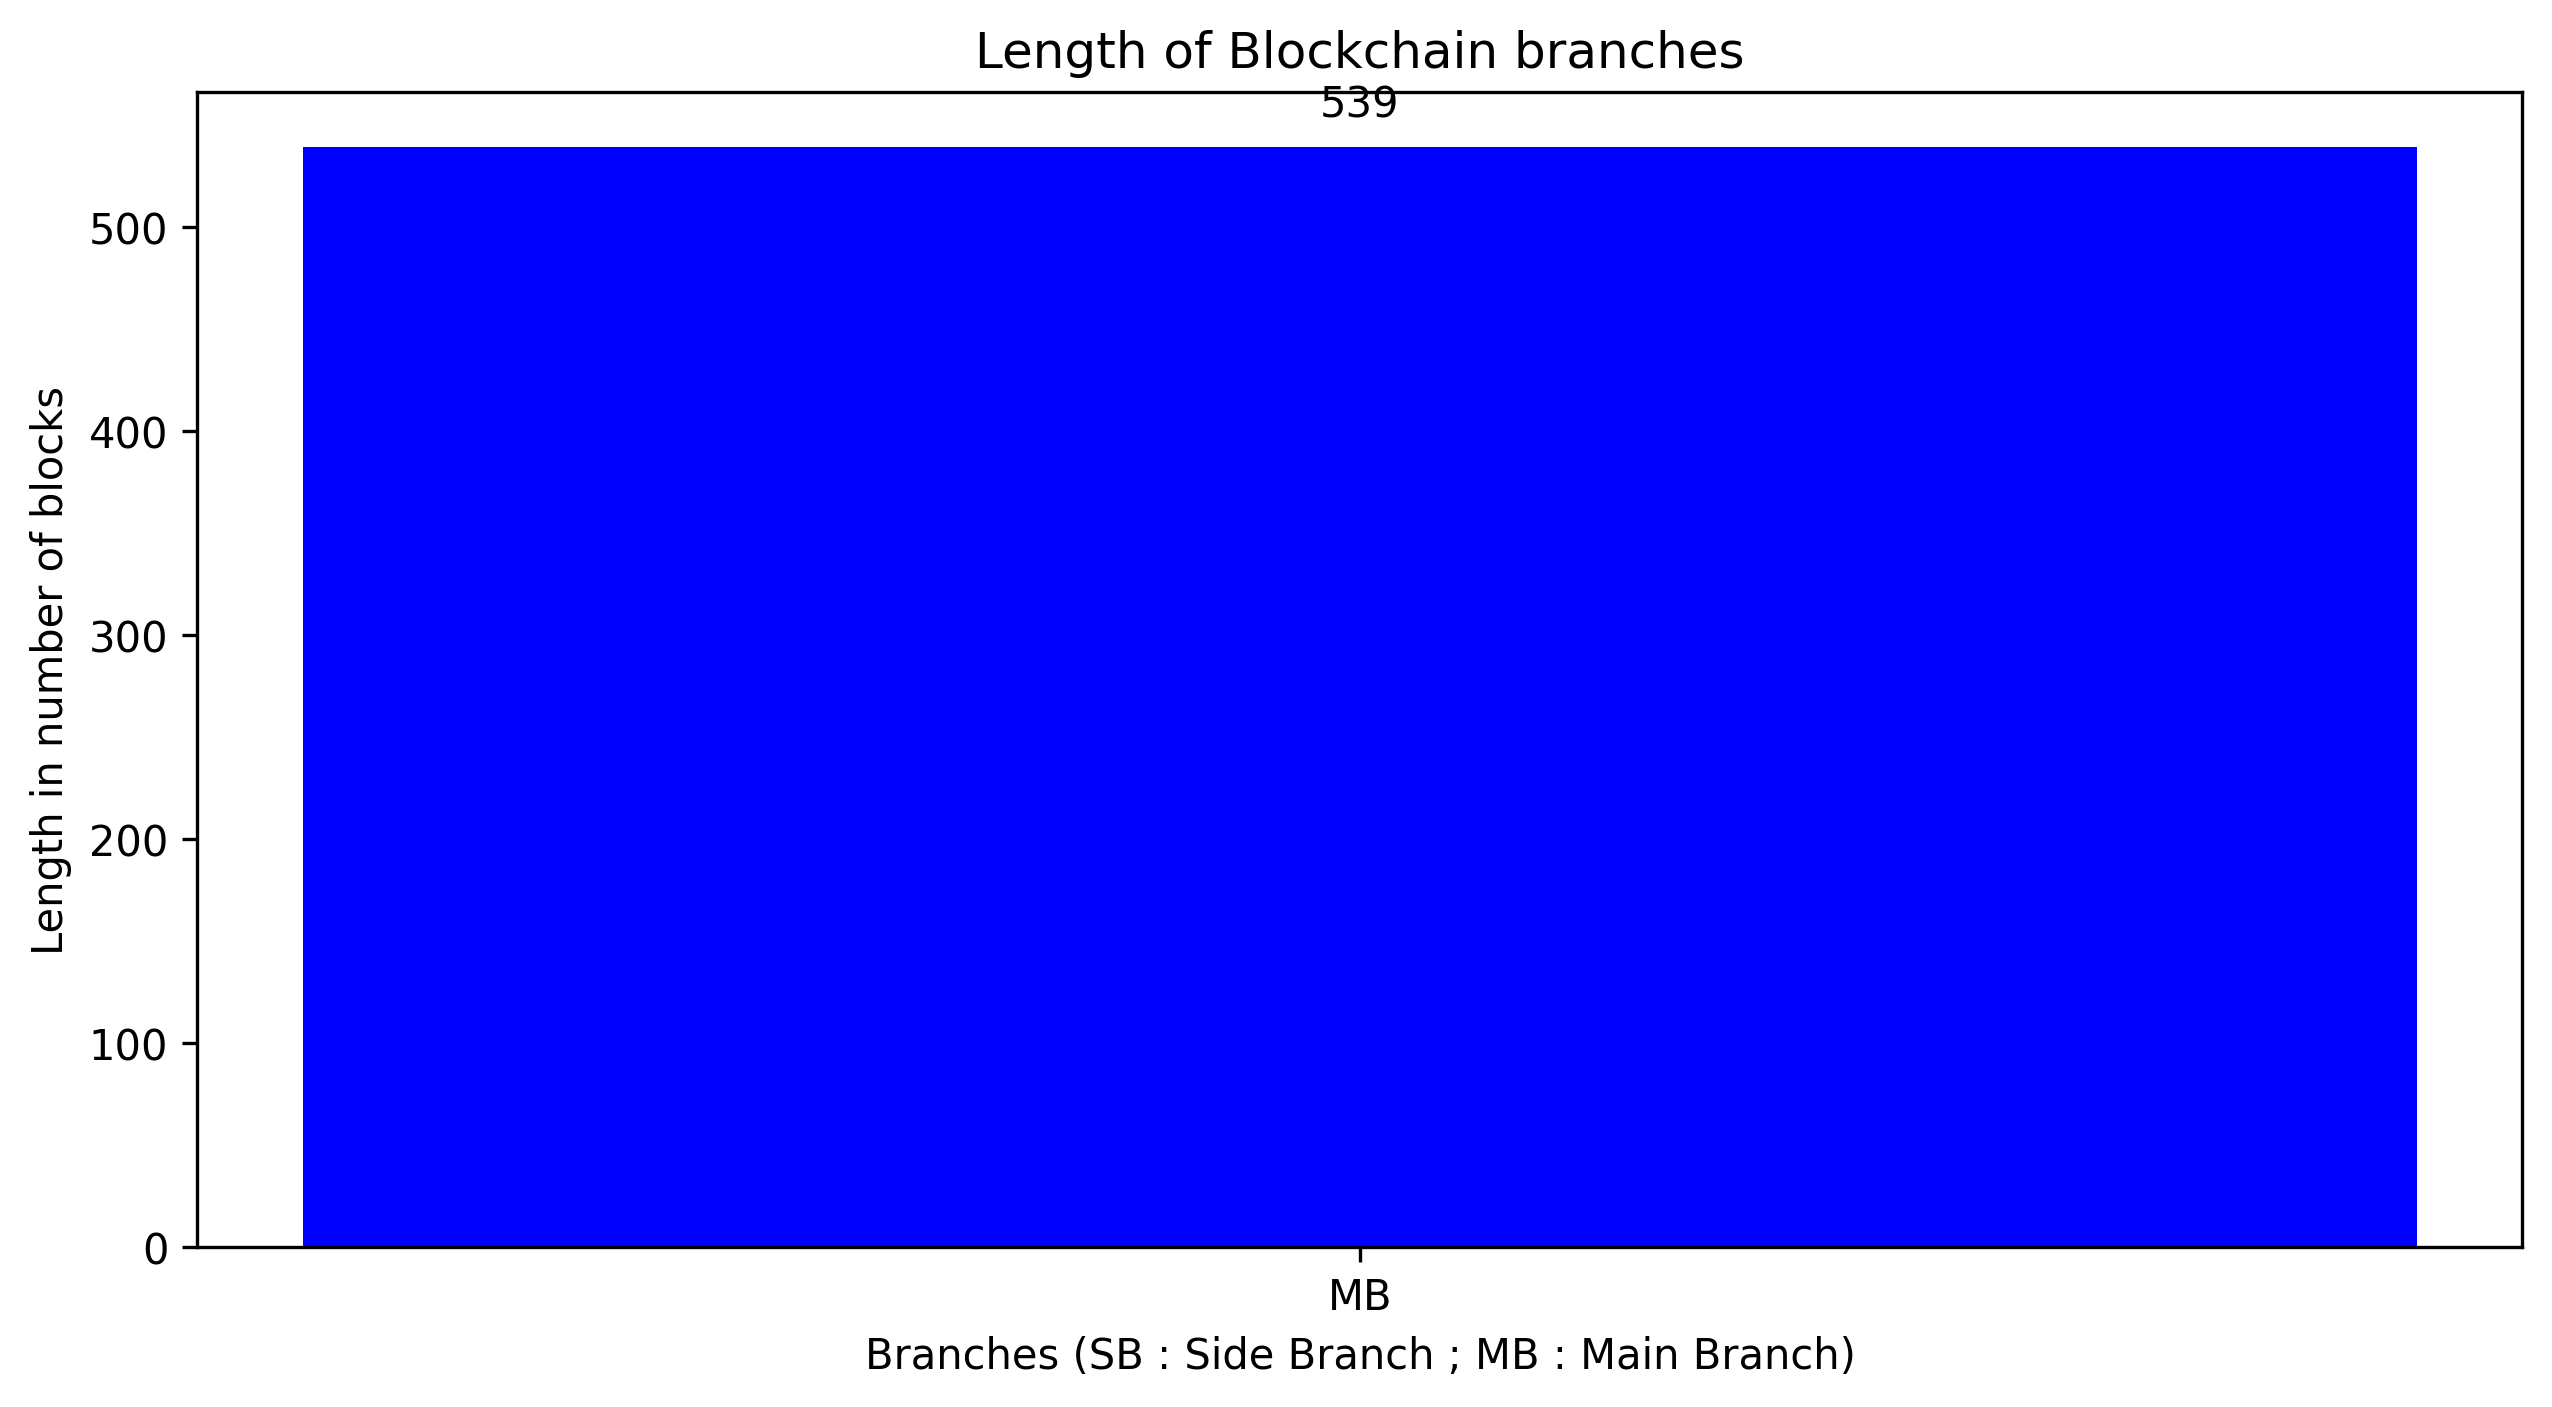 Length of Blockchain branches
539
500
400
300
200
100
0
Length in number of blocks
MB
Branches (SB : Side Branch ; MB : Main Branch)